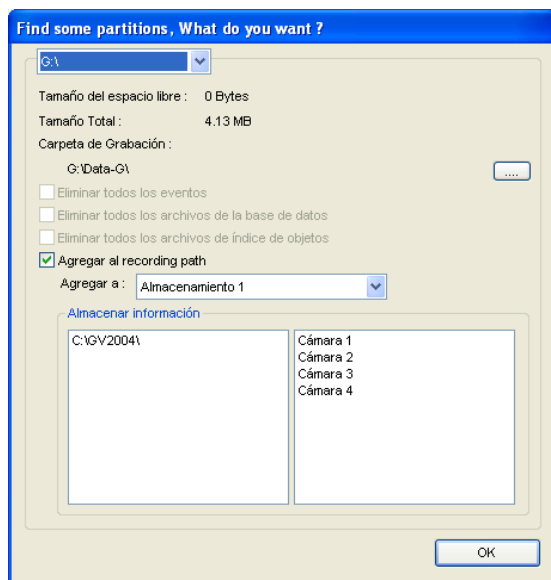 Find some partitions, What do you want ?
G:\
Tamaño del espacio libre : 0 Bytes
Tamaño Total : 4.13 MB
Carpeta de Grabación :
G:\Data-G\
....
Eliminar todos los eventos
Eliminar todos los archivos de la base de datos
Eliminar todos los archivos de índice de objetos
Agregar al recording path
Agregar a : Almacenamiento 1
Almacenar información
C:\GV2004\
Cámara 1
Cámara 2
Cámara 3
Cámara 4
OK